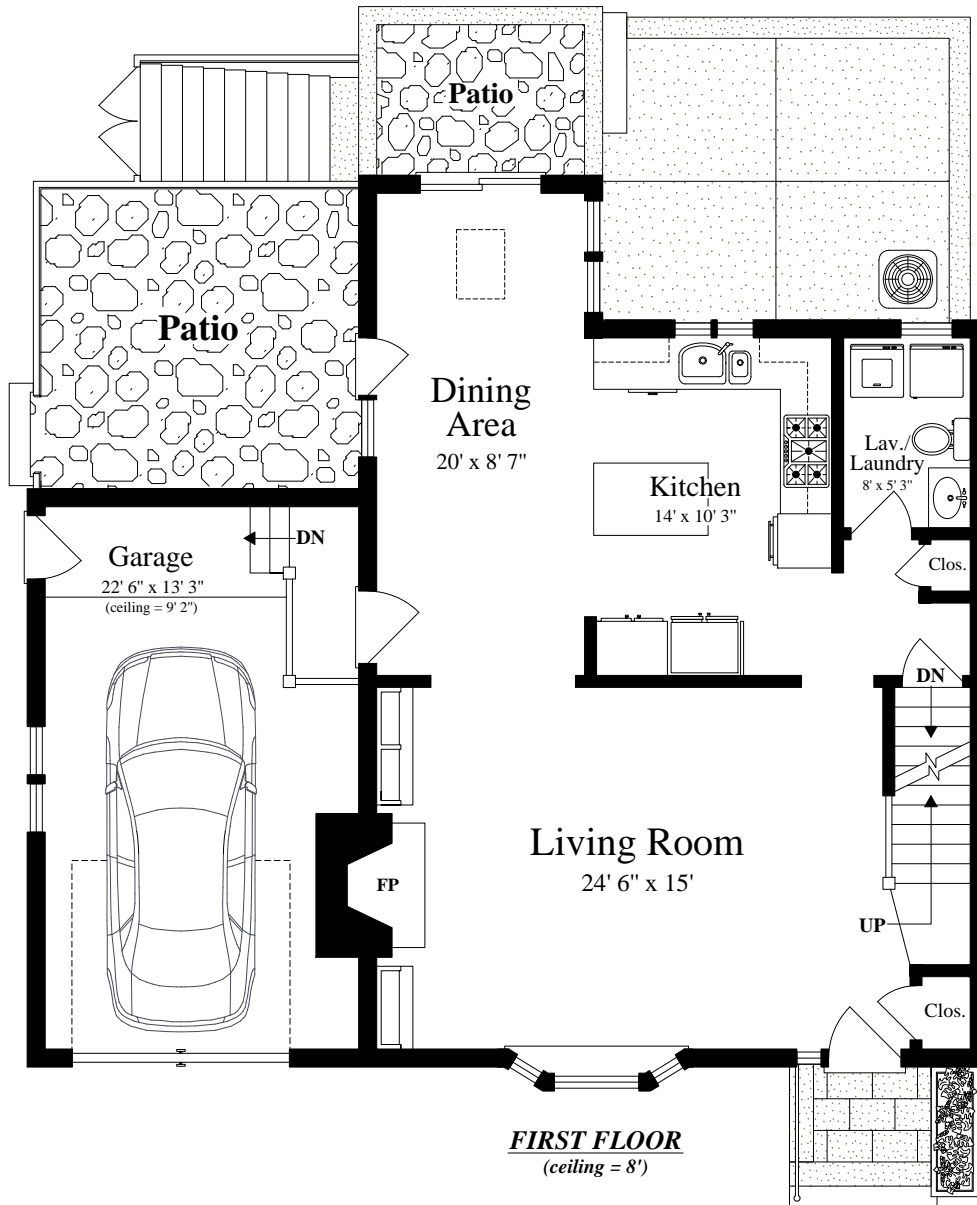 Patio
Patio
Dining
Area
20' x 8' 7"
Kitchen
14' x 10' 3"
Lav./
Laundry
8' x 5' 3"
Clos.
Garage
22' 6" x 13' 3"
(ceiling = 9' 2")
DN
DN
Living Room
24' 6" x 15'
FP
UP
Clos.
FIRST FLOOR
(ceiling = 8')